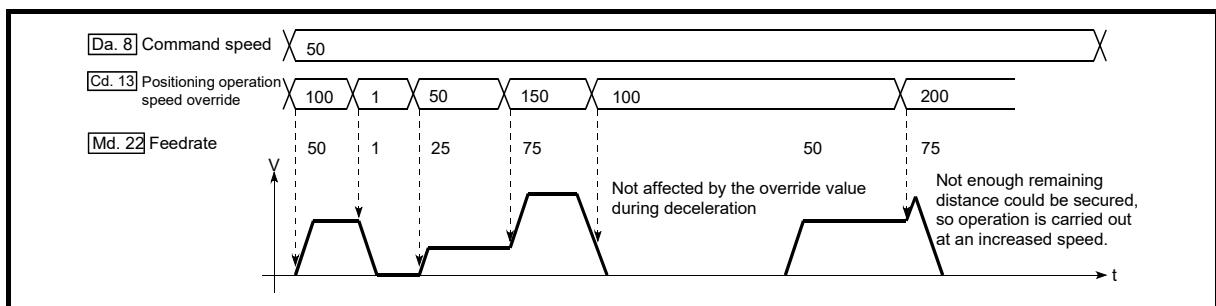 Da. 8 Command speed
50
Cd. 13 Positioning operation
speed override
100 1 50 150 100 200
Md. 22 Feedrate
50 1 25 75 50 75
V
Not affected by the override value
during deceleration
Not enough remaining
distance could be secured,
so operation is carried out
at an increased speed.
t